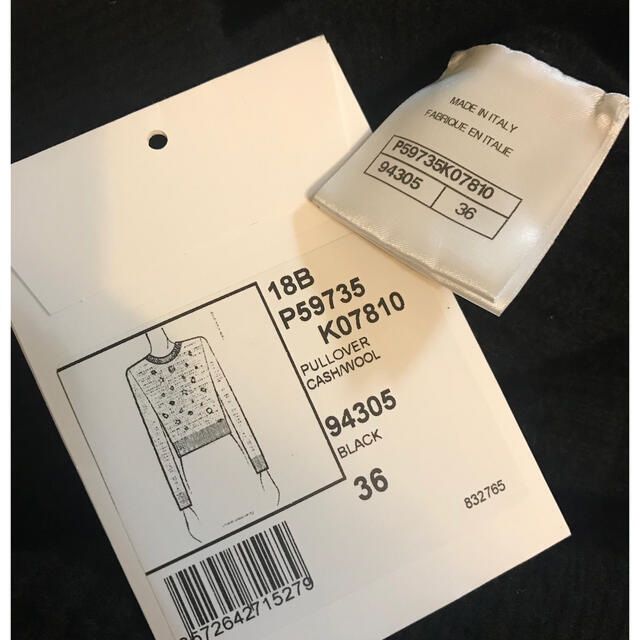 MADE IN ITALY
FABRIQUE EN ITALIE
P59735K07810
94305 36
18B
P59735
K07810
PULLOVER
CASH/WOOL
94305
BLACK
36
832765
3572642715279